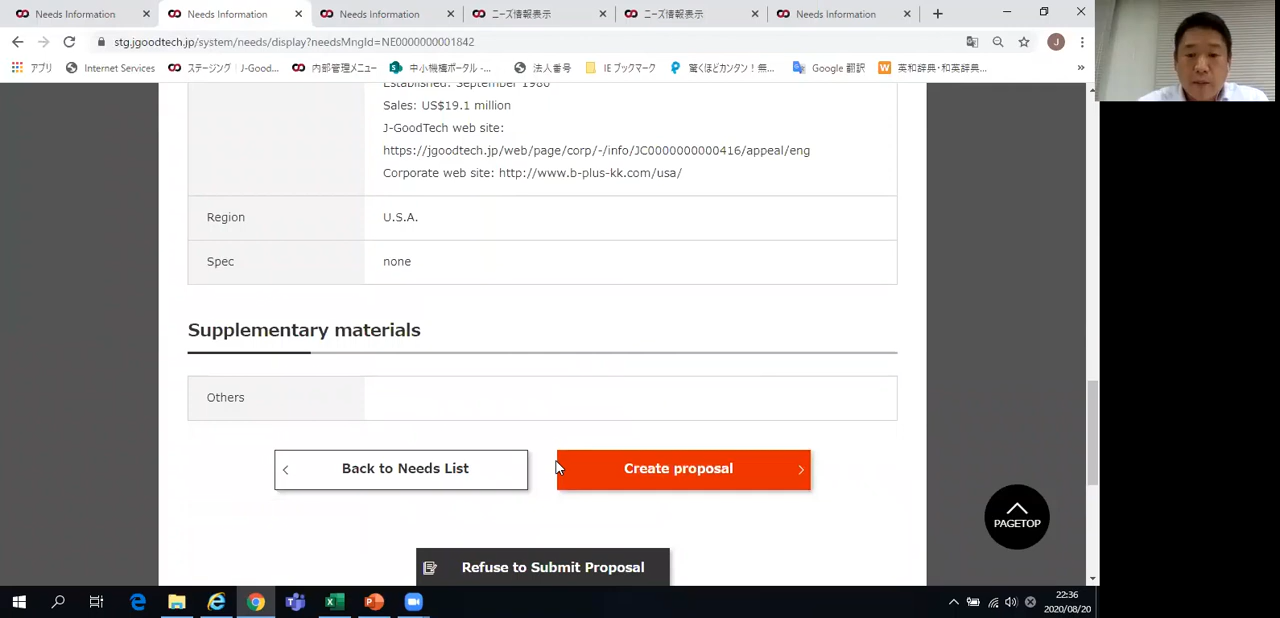 Needs Information
Needs Information
Needs Information
ニーズ情報表示
ニーズ情報表示
Needs Information
stg.jgoodtech.jp/system/needs/display?needsMngId=NE0000000001842
J
アプリ
Internet Services
ステージング｜J-Good...
内部管理メニュー
中小機構ポータル -...
法人番号
IE ブックマーク
驚くほどカンタン！無...
Google 翻訳
英和辞典・和英辞典...
Established: September 1986
Sales: US$19.1 million
J-GoodTech web site:
https://jgoodtech.jp/web/page/corp/-/info/JC0000000000416/appeal/eng
Corporate web site: http://www.b-plus-kk.com/usa/
Region
U.S.A.
Spec
none
Supplementary materials
Others
Back to Needs List
Create proposal
PAGETOP
Refuse to Submit Proposal
22:36
2020/08/20